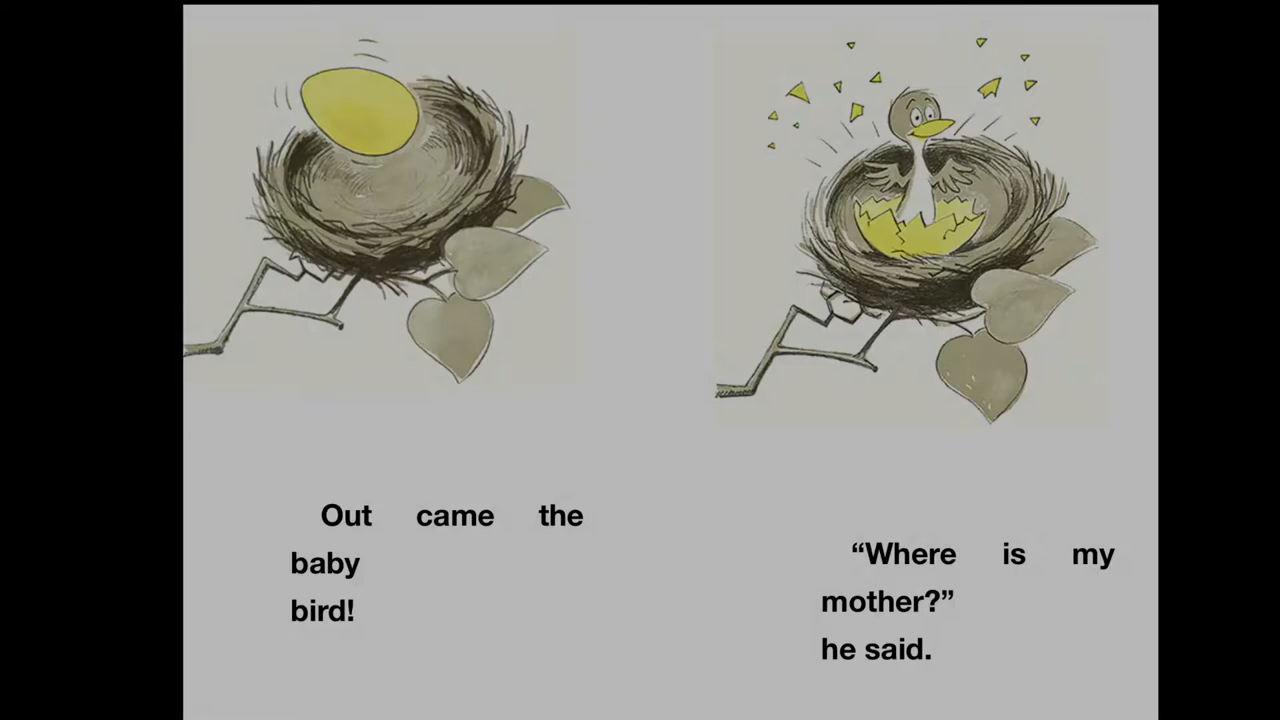 Out came the
baby
bird!
“Where is my
mother?”
he said.